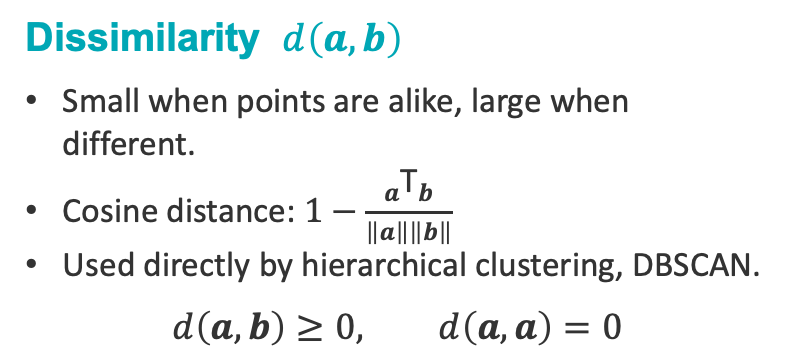 Dissimilarity d(a, b)
• Small when points are alike, large when
different.
• Cosine distance: 1 − aᵀb / ‖a‖‖b‖
• Used directly by hierarchical clustering, DBSCAN.
d(a, b) ≥ 0, d(a, a) = 0